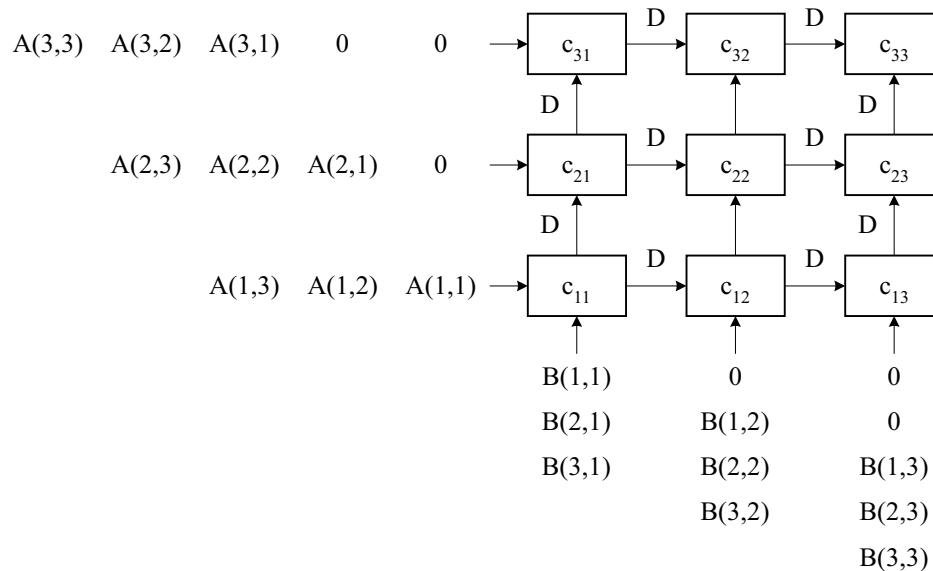 D D
A(3,3) A(3,2) A(3,1) 0 0 c₃₁ c₃₂ c₃₃
D D
D D
A(2,3) A(2,2) A(2,1) 0 c₂₁ c₂₂ c₂₃
D D
D D
A(1,3) A(1,2) A(1,1) c₁₁ c₁₂ c₁₃
B(1,1) 0 0
B(2,1) B(1,2) 0
B(3,1) B(2,2) B(1,3)
B(3,2) B(2,3)
B(3,3)